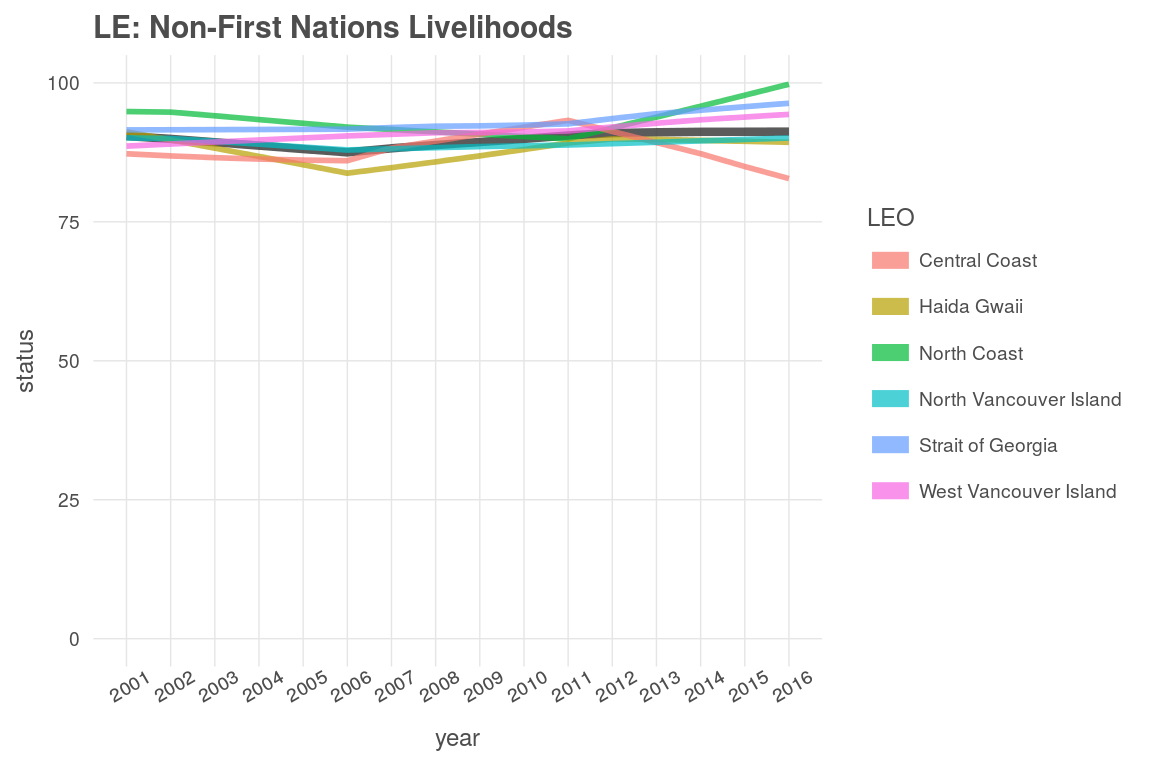 LE: Non-First Nations Livelihoods
100
75
50
25
0
status
2001 2002 2003 2004 2005 2006 2007 2008 2009 2010 2011 2012 2013 2014 2015 2016
year
LEO
Central Coast
Haida Gwaii
North Coast
North Vancouver Island
Strait of Georgia
West Vancouver Island